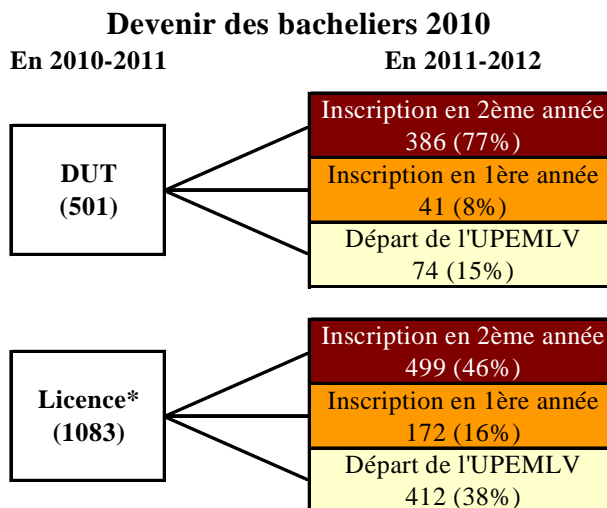 Devenir des bacheliers 2010
En 2010-2011
En 2011-2012
DUT
(501)
Inscription en 2ème année
386 (77%)
Inscription en 1ère année
41 (8%)
Départ de l'UPEMLV
74 (15%)
Licence*
(1083)
Inscription en 2ème année
499 (46%)
Inscription en 1ère année
172 (16%)
Départ de l'UPEMLV
412 (38%)